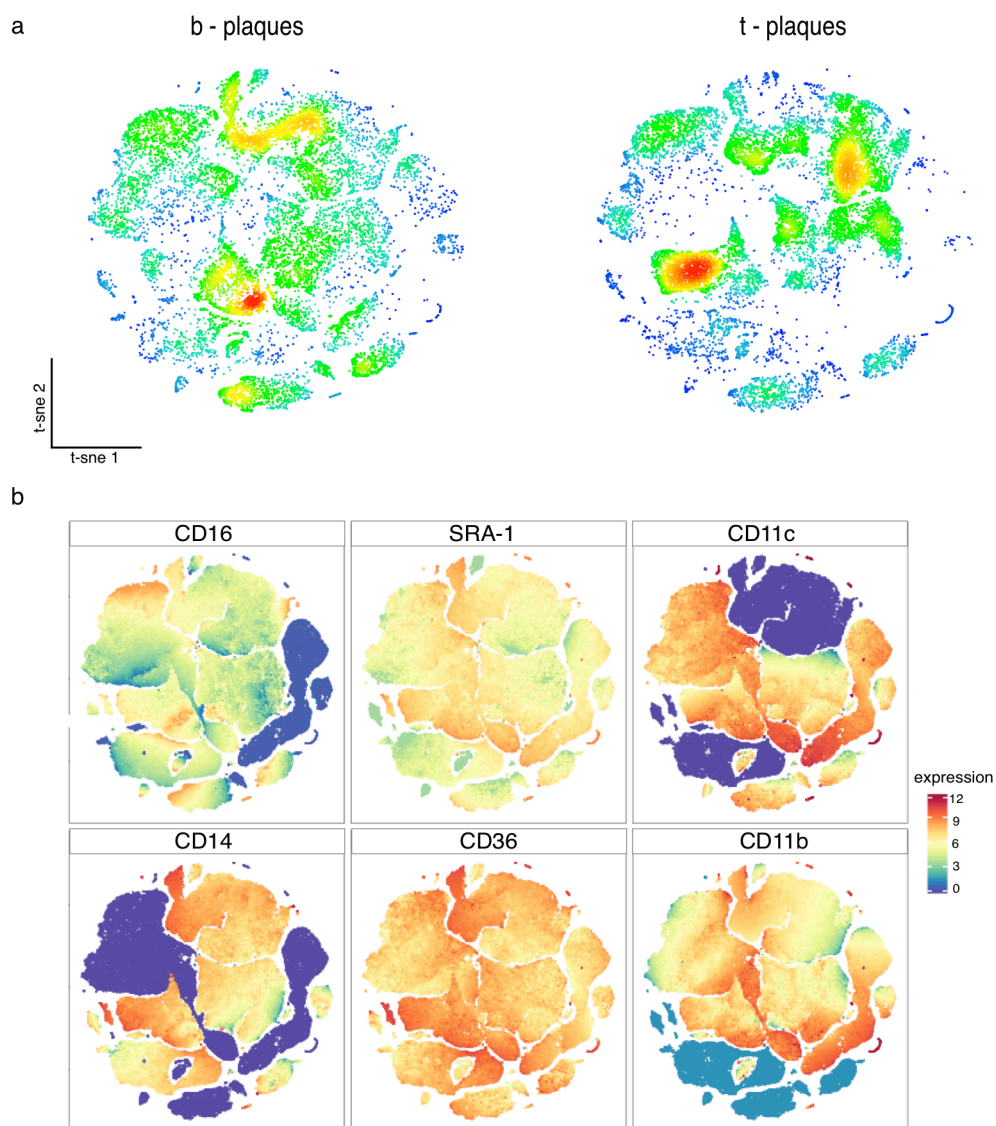 a
b - plaques
t - plaques
t-sne 2
t-sne 1
b
CD16
SRA-1
CD11c
expression
12
9
6
3
0
CD14
CD36
CD11b